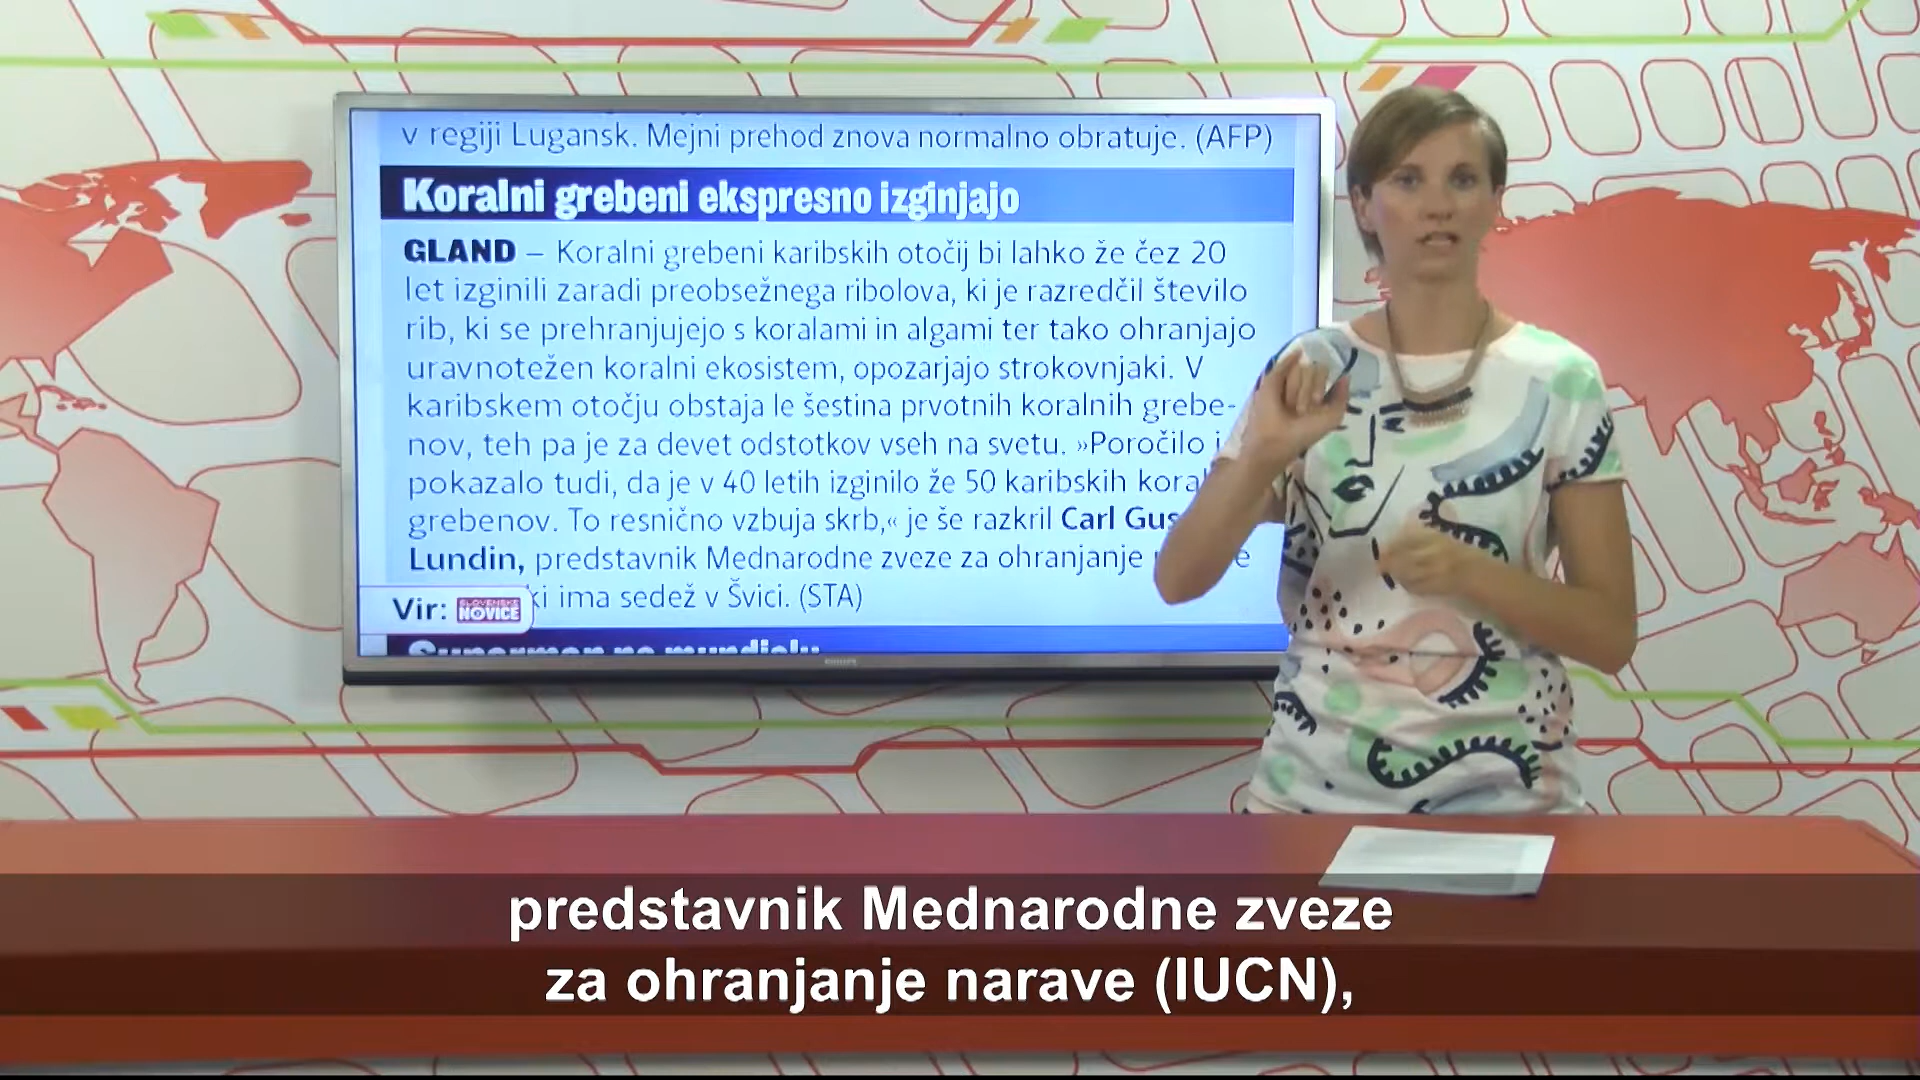 v regiji Lugansk. Mejni prehod znova normalno obratuje. (AFP)
Koralni grebeni ekspresno izginjajo
GLAND – Koralni grebeni karibskih otočij bi lahko že čez 20
let izginili zaradi preobsežnega ribolova, ki je razredčil število
rib, ki se prehranjujejo s koralami in algami ter tako ohranjajo
uravnotežen koralni ekosistem, opozarjajo strokovnjaki. V
karibskem otočju obstaja le šestina prvotnih koralnih grebe-
nov, teh pa je za devet odstotkov vseh na svetu. »Poročilo
pokazalo tudi, da je v 40 letih izginilo že 50 karibskih
grebenov. To resnično vzbuja skrb,« je še razkril Carl
Lundin, predstavnik Mednarodne zveze za ohranjanje
ki ima sedež v Švici. (STA)
Vir: SLOVENSKE NOVICE
Superman na mundialu
PHILIPS
predstavnik Mednarodne zveze
za ohranjanje narave (IUCN),